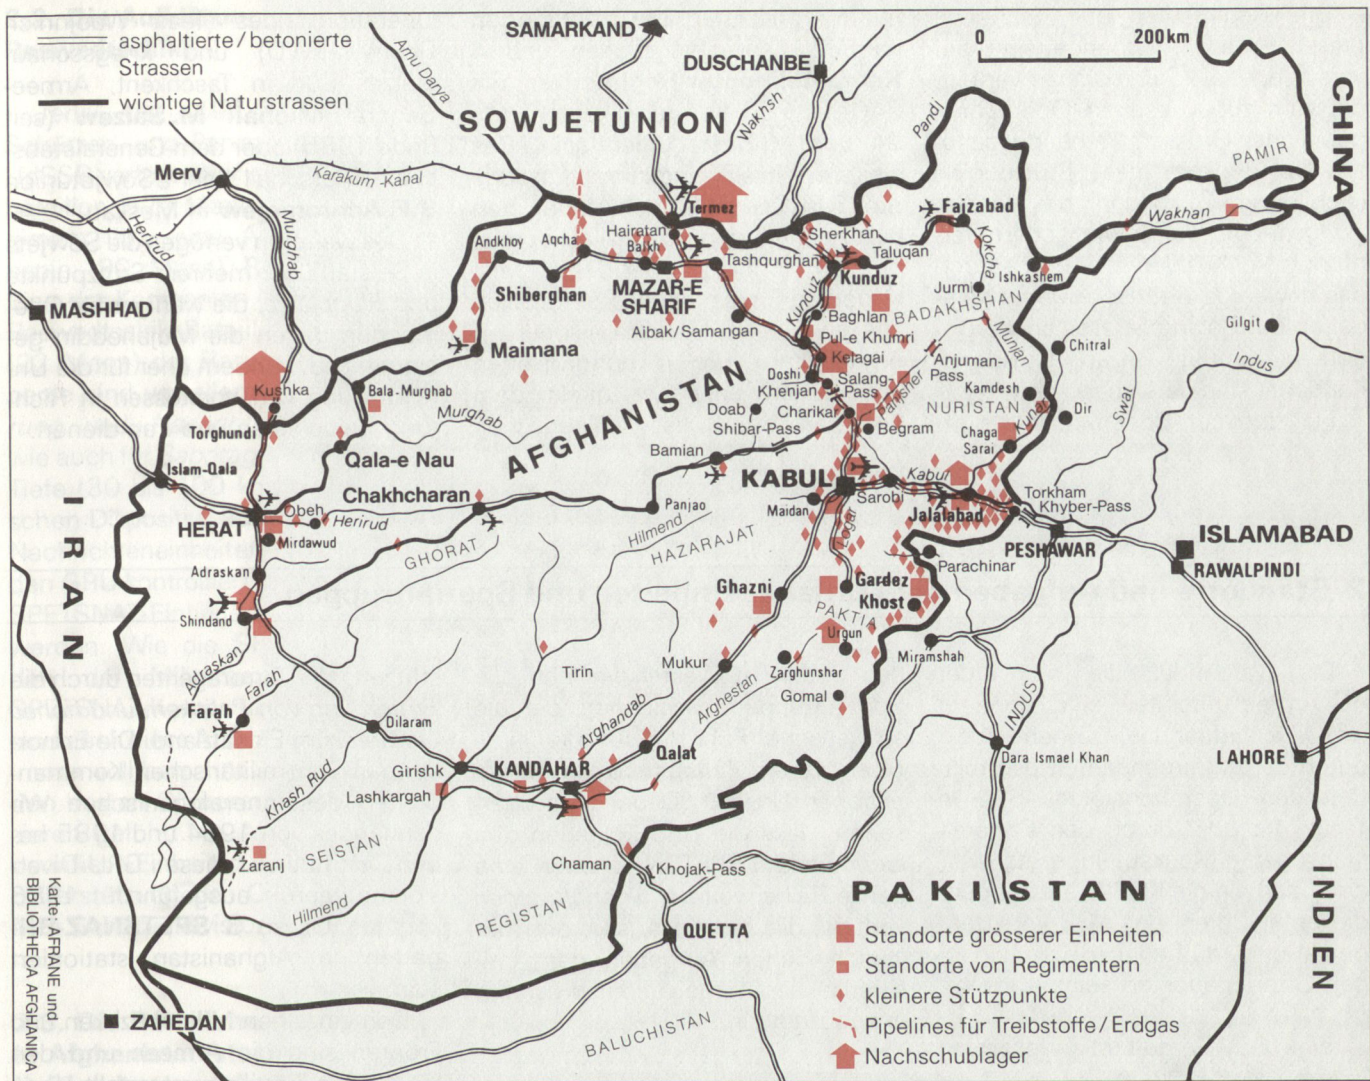 asphaltierte / betonierte
Strassen
wichtige Naturstrassen
SAMARKAND
0 200 km
DUSCHANBE
Amu Darya
SOWJETUNION
Wakhsh
Pandj
CHINA
PAMIR
Merv
Karakum-Kanal
Herirud
Murghab
Termez
Hairatan
Faizabad
Wakhan
Andkhoy
Aqcha
Balkh
Sherkhan
Taluqan
Kokcha
Ishkashem
Tashqurghan
Shiberghan
MAZAR-E
SHARIF
Kunduz
Kunduz
Jurm
BADAKHSHAN
MASHHAD
Aibak/Samangan
Baghlan
Munjan
Gilgit
Pul-e Khumri
Maimana
Kelagai
Anjuman-
Pass
Chitral
Indus
Kushka
Bala Murghab
Doshi
Salang-
Pass
Khenjan
Panjsher
Kamdesh
Swat
AFGHANISTAN
Murghab
Doab
Charikar
NURISTAN
Kunar
Dir
Torghundi
Shibar-Pass
Begram
Chaga
Sarai
Qala-e Nau
Bamian
Islam-Qala
KABUL
Kabul
Chakhcharan
Sarobi
Torkham
Khyber-Pass
Obeh
Herirud
Panjao
Maidan
Jalalabad
HERAT
Mirdawud
Hilmend
Logar
ISLAMABAD
GHORAT
HAZARAJAT
PESHAWAR
IRAN
Adraskan
Parachinar
RAWALPINDI
Ghazni
Gardez
Shindand
PAKTIA
Khost
Urgun
Miramshah
Adraskan
Farah
Tirin
Mukur
Zarghunshar
Arghestan
Gomal
INDUS
Farah
Dilaram
Arghandab
Qalat
Dara Ismael Khan
LAHORE
Girishk
KANDAHAR
Khash Rud
Lashkargah
SEISTAN
Zaranj
Chaman
Khojak-Pass
PAKISTAN
INDIEN
Hilmend
REGISTAN
QUETTA
Standorte grösserer Einheiten
Standorte von Regimentern
kleinere Stützpunkte
Pipelines für Treibstoffe / Erdgas
Nachschublager
ZAHEDAN
BALUCHISTAN
Karte: AFRANE und
BIBLIOTHECA AFGHANICA